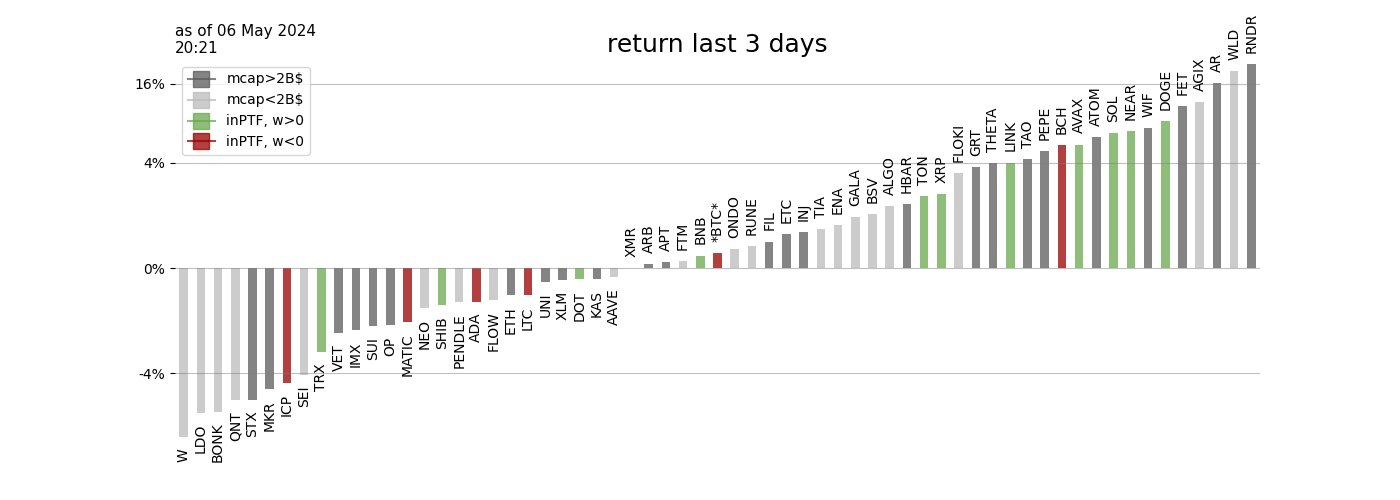 as of 06 May 2024
20:21
return last 3 days
mcap>2B$
mcap<2B$
inPTF, w>0
inPTF, w<0
16%
4%
0%
-4%
W
LDO
BONK
QNT
STX
MKR
ICP
SEI
TRX
VET
IMX
SUI
OP
MATIC
NEO
SHIB
PENDLE
ADA
FLOW
ETH
LTC
UNI
XLM
DOT
KAS
AAVE
XMR
ARB
APT
FTM
BNB
*BTC*
ONDO
RUNE
FIL
ETC
INJ
TIA
ENA
GALA
BSV
ALGO
HBAR
TON
XRP
FLOKI
GRT
THETA
LINK
TAO
PEPE
BCH
AVAX
ATOM
SOL
NEAR
WIF
DOGE
FET
AGIX
AR
WLD
RNDR